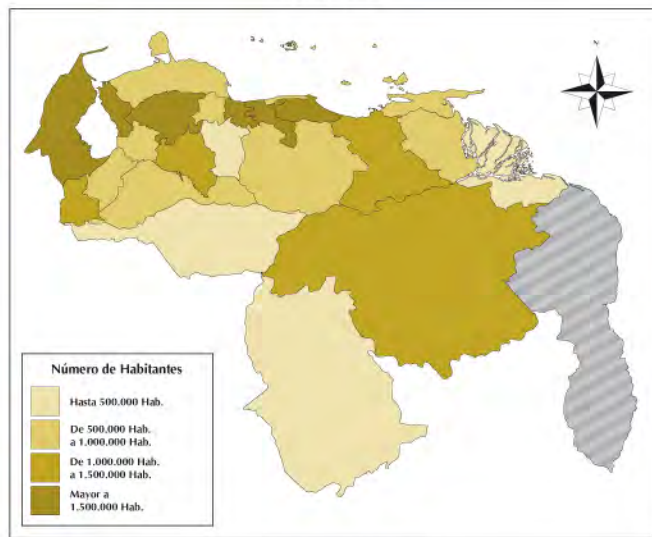 Número de Habitantes
Hasta 500.000 Hab.
De 500.000 Hab.
a 1.000.000 Hab.
De 1.000.000 Hab.
a 1.500.000 Hab.
Mayor a
1.500.000 Hab.